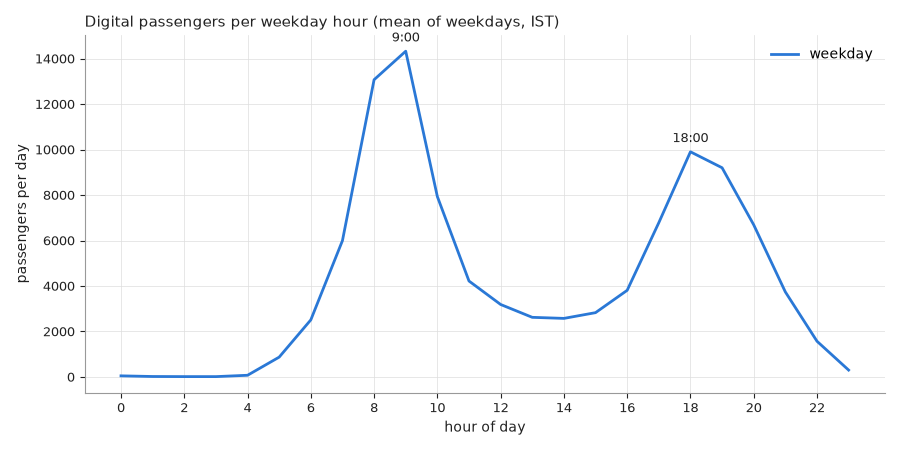 Digital passengers per weekday hour (mean of weekdays, IST)
9:00
weekday
18:00
14000
12000
10000
8000
6000
4000
2000
0
passengers per day
0 2 4 6 8 10 12 14 16 18 20 22
hour of day